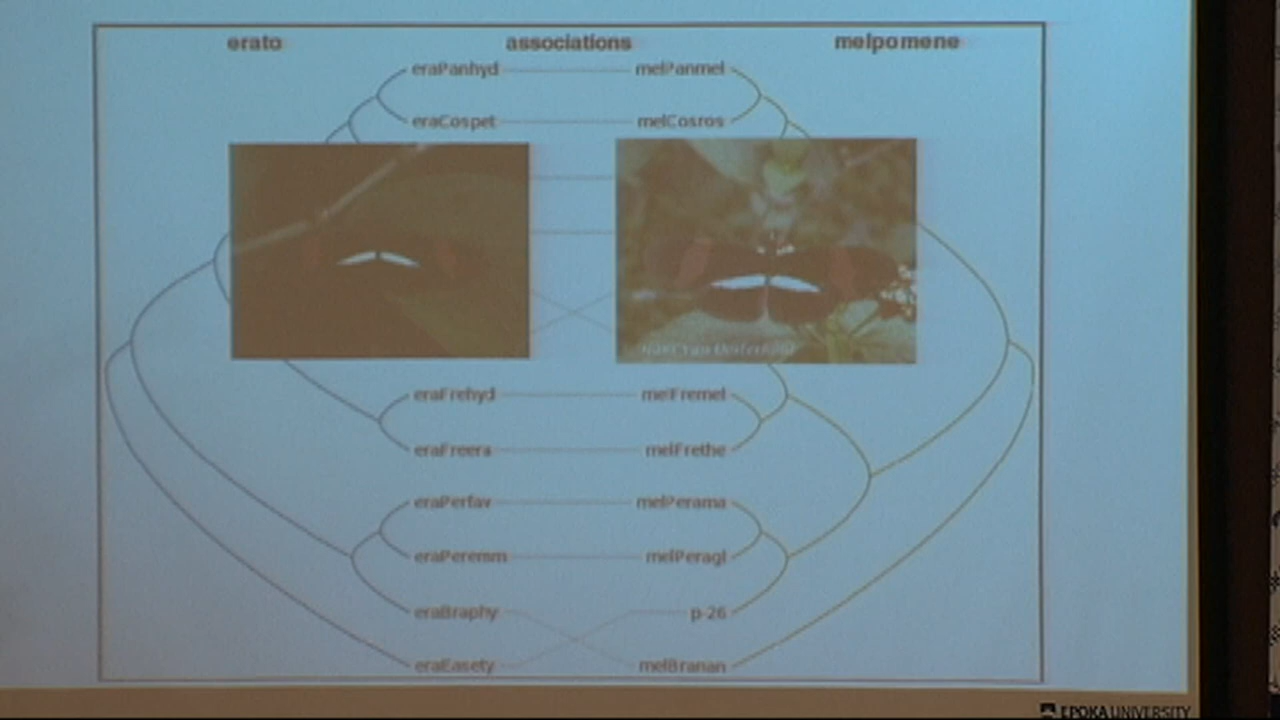 erato associations melpomene
eraPanhyd melPanmel
eraCospet melCosros
eraFrehyd melFremel
eraFreera melFrethe
eraPerfav melPerama
eraPeremm melPeragl
eraBraphy p-26
eraEasety melBranan
EPOKA UNIVERSITY